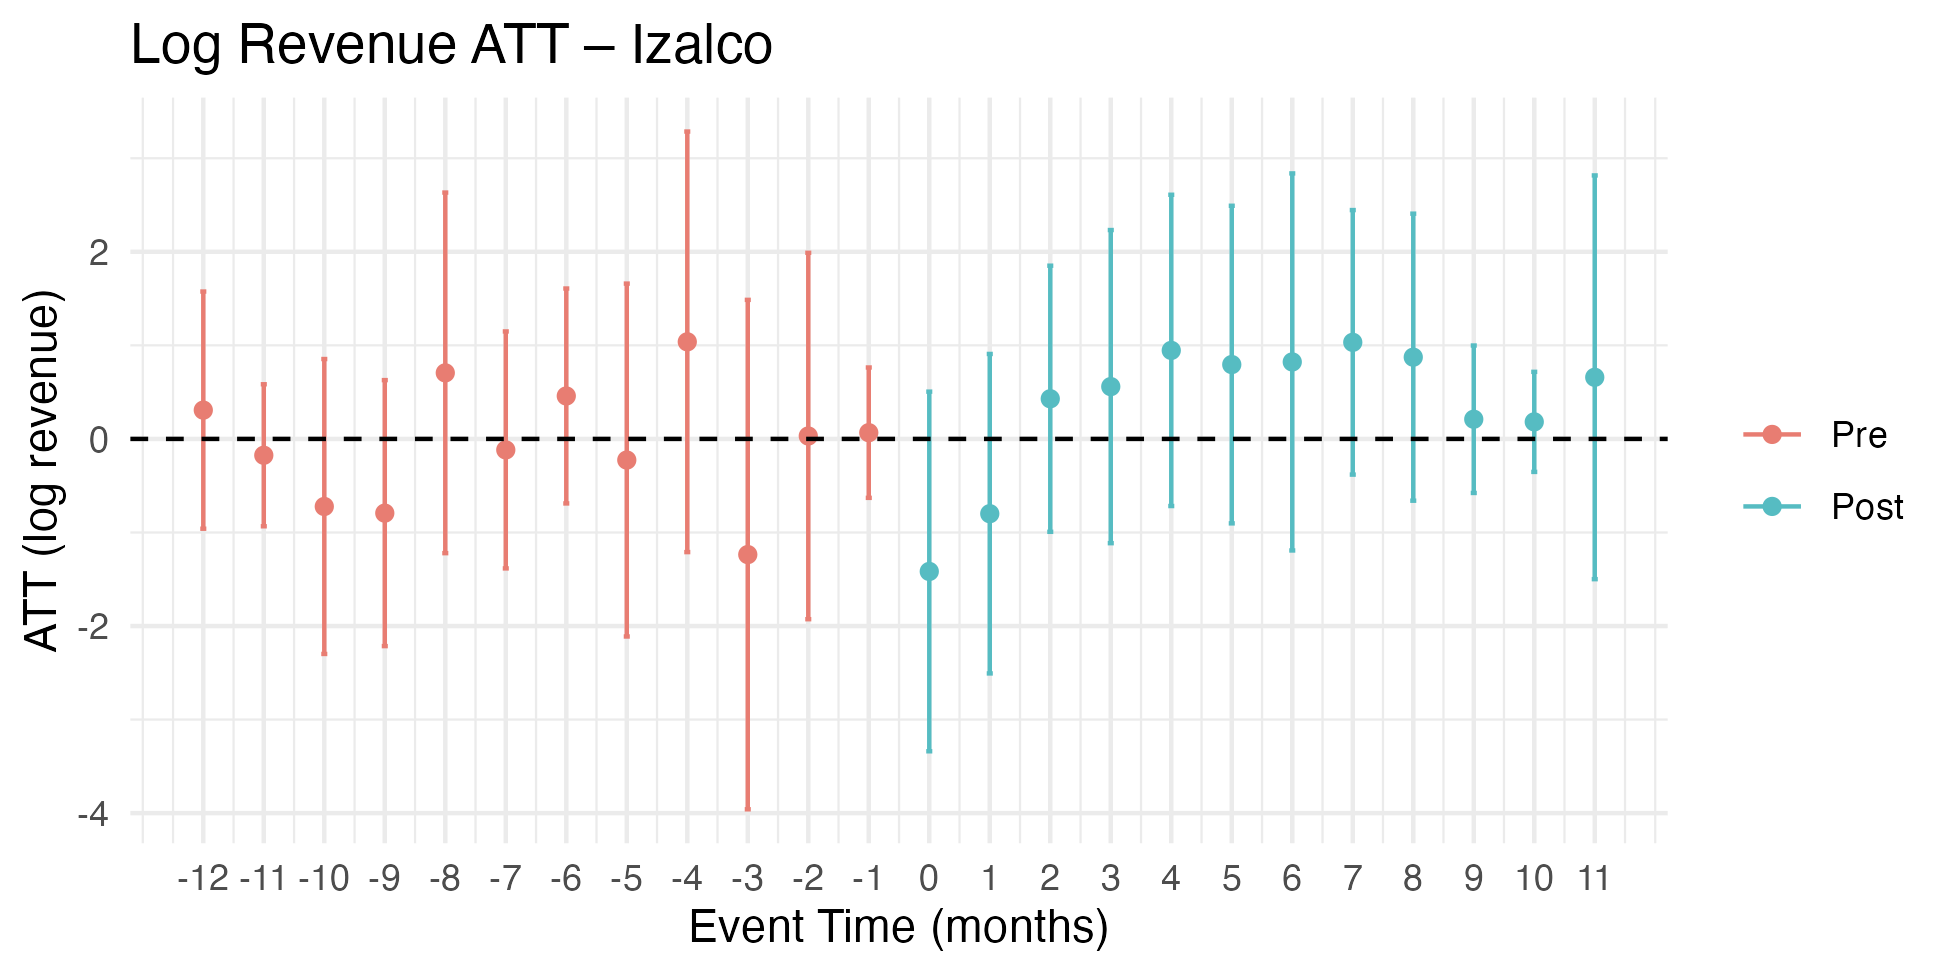 Log Revenue ATT – Izalco
ATT (log revenue)
2
0
-2
-4
-12 -11 -10 -9 -8 -7 -6 -5 -4 -3 -2 -1 0 1 2 3 4 5 6 7 8 9 10 11
Event Time (months)
Pre
Post